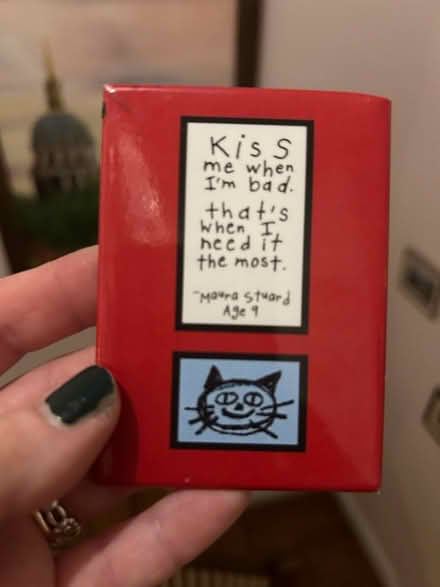 Kiss
me when
I'm bad.
that's
when I
need it
the most.
~Maura Stuard
Age 9